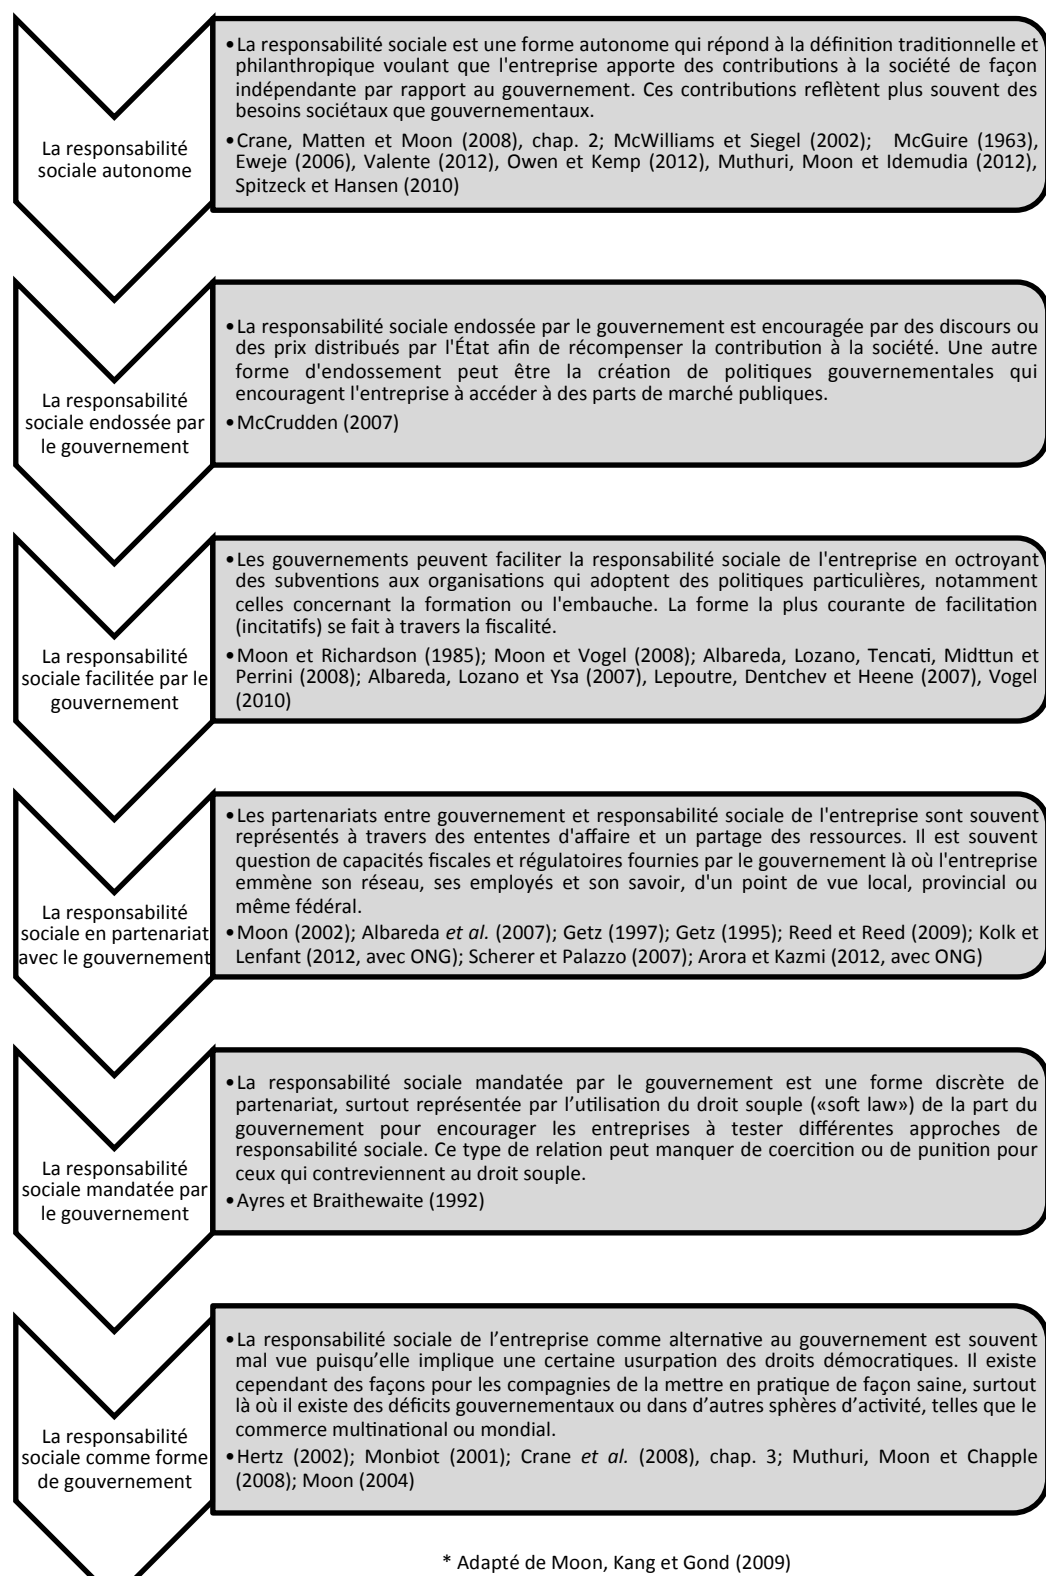 La responsabilité
sociale autonome
•La responsabilité sociale est une forme autonome qui répond à la définition traditionnelle et
philanthropique voulant que l'entreprise apporte des contributions à la société de façon
indépendante par rapport au gouvernement. Ces contributions reflètent plus souvent des
besoins sociétaux que gouvernementaux.
•Crane, Matten et Moon (2008), chap. 2; McWilliams et Siegel (2002); McGuire (1963),
Eweje (2006), Valente (2012), Owen et Kemp (2012), Muthuri, Moon et Idemudia (2012),
Spitzeck et Hansen (2010)
La responsabilité
sociale endossée par
le gouvernement
•La responsabilité sociale endossée par le gouvernement est encouragée par des discours ou
des prix distribués par l'État afin de récompenser la contribution à la société. Une autre
forme d'endossement peut être la création de politiques gouvernementales qui
encouragent l'entreprise à accéder à des parts de marché publiques.
•McCrudden (2007)
La responsabilité
sociale facilitée par le
gouvernement
•Les gouvernements peuvent faciliter la responsabilité sociale de l'entreprise en octroyant
des subventions aux organisations qui adoptent des politiques particulières, notamment
celles concernant la formation ou l'embauche. La forme la plus courante de facilitation
(incitatifs) se fait à travers la fiscalité.
•Moon et Richardson (1985); Moon et Vogel (2008); Albareda, Lozano, Tencati, Midttun et
Perrini (2008); Albareda, Lozano et Ysa (2007), Lepoutre, Dentchev et Heene (2007), Vogel
(2010)
La responsabilité
sociale en partenariat
avec le gouvernement
•Les partenariats entre gouvernement et responsabilité sociale de l'entreprise sont souvent
représentés à travers des ententes d'affaire et un partage des ressources. Il est souvent
question de capacités fiscales et régulatoires fournies par le gouvernement là où l'entreprise
emmène son réseau, ses employés et son savoir, d'un point de vue local, provincial ou
même fédéral.
•Moon (2002); Albareda et al. (2007); Getz (1997); Getz (1995); Reed et Reed (2009); Kolk et
Lenfant (2012, avec ONG); Scherer et Palazzo (2007); Arora et Kazmi (2012, avec ONG)
La responsabilité
sociale mandatée par
le gouvernement
•La responsabilité sociale mandatée par le gouvernement est une forme discrète de
partenariat, surtout représentée par l’utilisation du droit souple («soft law») de la part du
gouvernement pour encourager les entreprises à tester différentes approches de
responsabilité sociale. Ce type de relation peut manquer de coercition ou de punition pour
ceux qui contreviennent au droit souple.
•Ayres et Braithewaite (1992)
La responsabilité
sociale comme forme
de gouvernement
•La responsabilité sociale de l’entreprise comme alternative au gouvernement est souvent
mal vue puisqu’elle implique une certaine usurpation des droits démocratiques. Il existe
cependant des façons pour les compagnies de la mettre en pratique de façon saine, surtout
là où il existe des déficits gouvernementaux ou dans d’autres sphères d’activité, telles que le
commerce multinational ou mondial.
•Hertz (2002); Monbiot (2001); Crane et al. (2008), chap. 3; Muthuri, Moon et Chapple
(2008); Moon (2004)
* Adapté de Moon, Kang et Gond (2009)